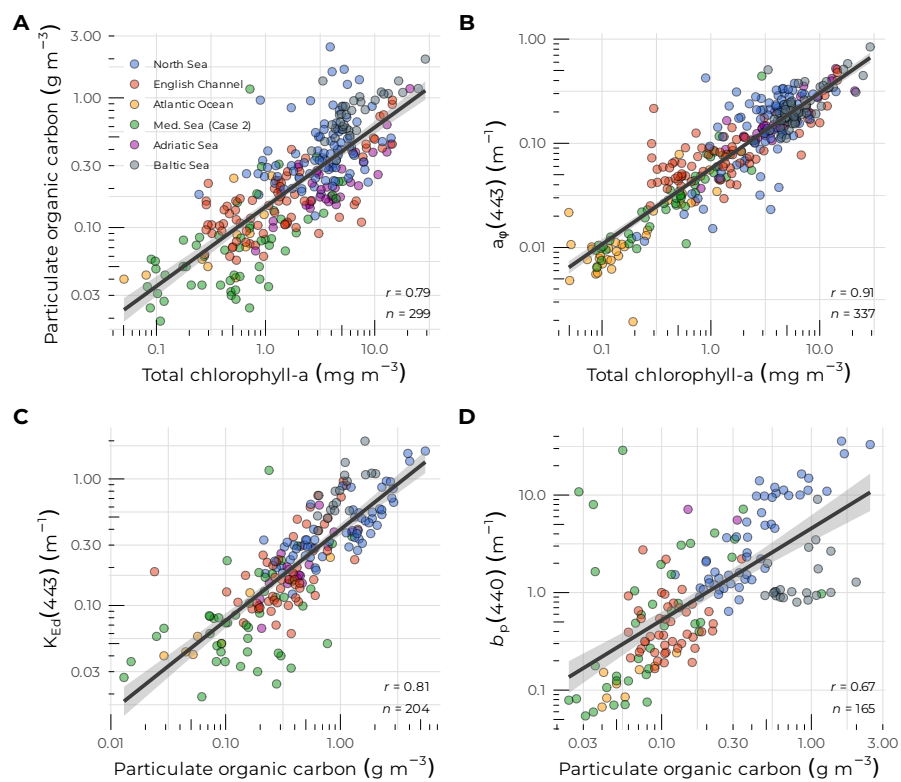 A
Particulate organic carbon (g m−3)
3.00
1.00
0.30
0.10
0.03
North Sea
English Channel
Atlantic Ocean
Med. Sea (Case 2)
Adriatic Sea
Baltic Sea
r = 0.79
n = 299
0.1 1.0 10.0
Total chlorophyll-a (mg m−3)
B
aφ(443) (m−1)
1.00
0.10
0.01
r = 0.91
n = 337
0.1 1.0 10.0
Total chlorophyll-a (mg m−3)
C
KEd(443) (m−1)
1.00
0.30
0.10
0.03
r = 0.81
n = 204
0.01 0.10 1.00
Particulate organic carbon (g m−3)
D
bp(440) (m−1)
10.0
1.0
0.1
r = 0.67
n = 165
0.03 0.10 0.30 1.00 3.00
Particulate organic carbon (g m−3)